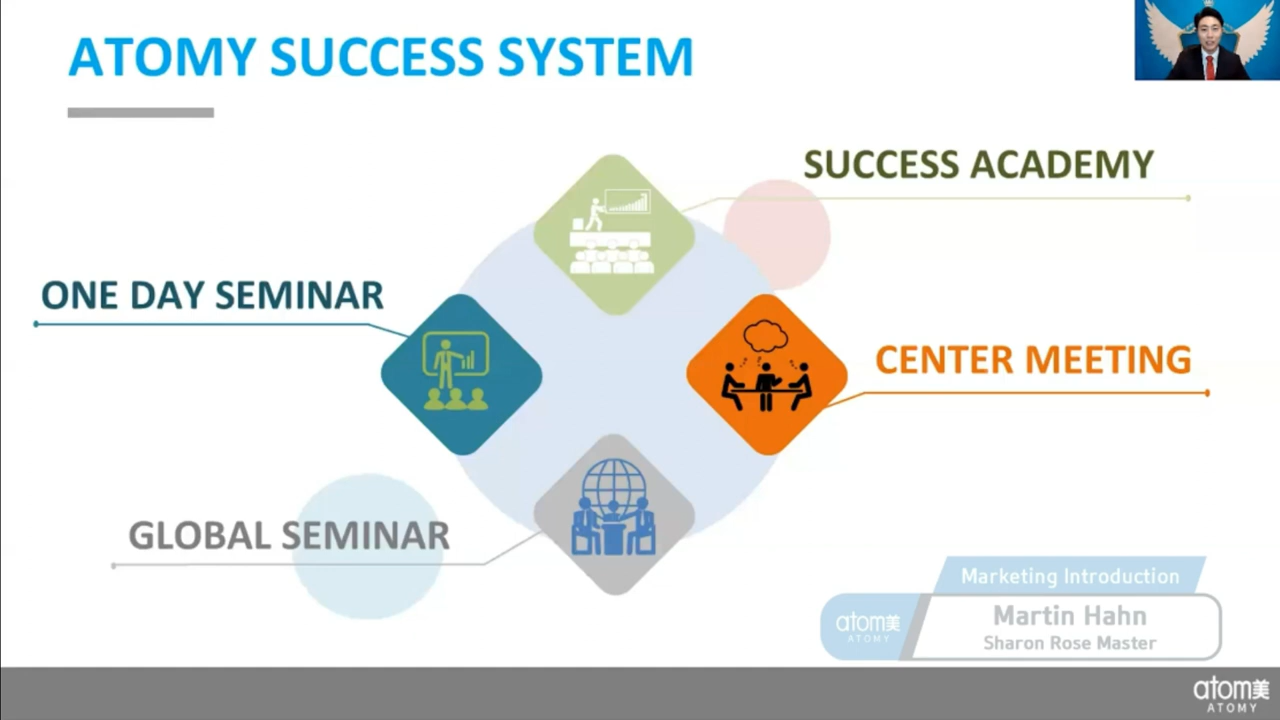 ATOMY SUCCESS SYSTEM
SUCCESS ACADEMY
ONE DAY SEMINAR
CENTER MEETING
GLOBAL SEMINAR
Marketing Introduction
atom美
ATOMY
Martin Hahn
Sharon Rose Master
atom美
ATOMY